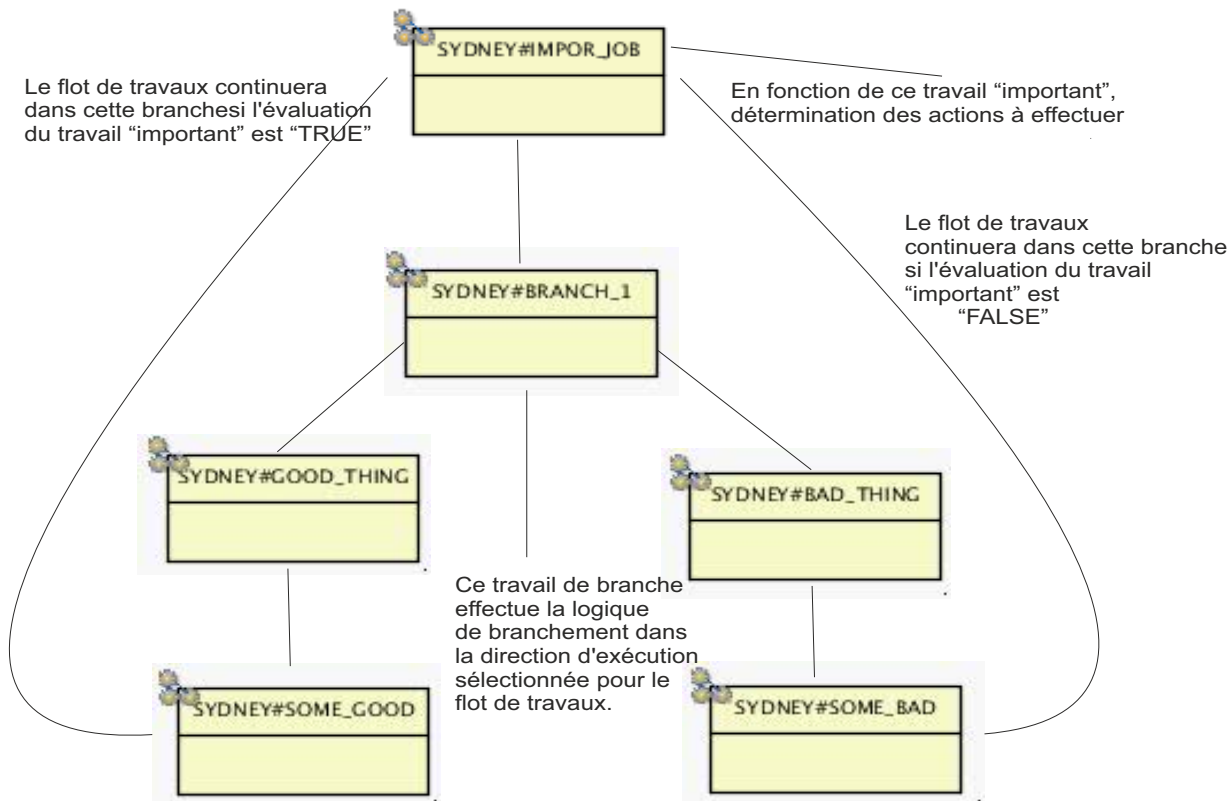 SYDNEY#IMPOR_JOB
Le flot de travaux continuera
dans cette branchesi l'évaluation
du travail “important” est “TRUE”
En fonction de ce travail “important”,
détermination des actions à effectuer
Le flot de travaux
continuera dans cette branche
si l'évaluation du travail
“important” est
“FALSE”
SYDNEY#BRANCH_1
SYDNEY#GOOD_THING
SYDNEY#BAD_THING
Ce travail de branche
effectue la logique
de branchement dans
la direction d'exécution
sélectionnée pour le
flot de travaux.
SYDNEY#SOME_GOOD
SYDNEY#SOME_BAD